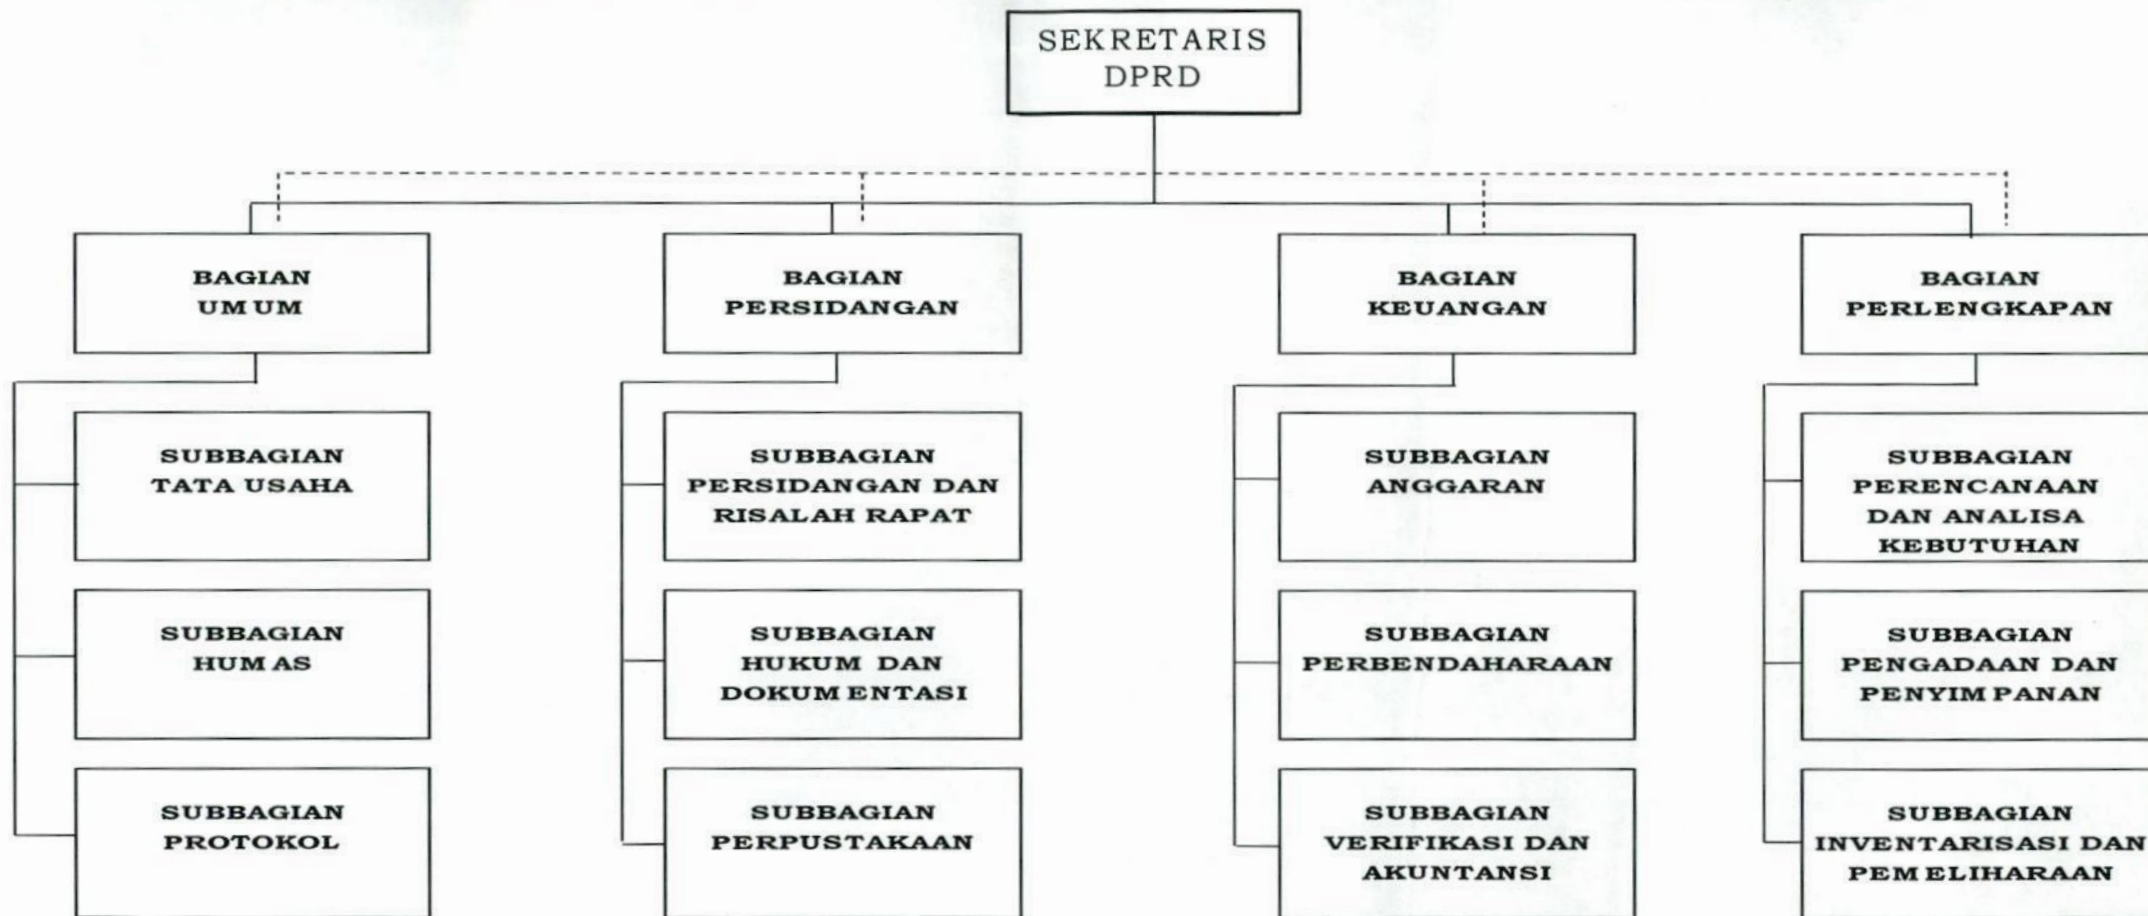 SEKRETARIS
DPRD
BAGIAN
UMUM
BAGIAN
PERSIDANGAN
BAGIAN
KEUANGAN
BAGIAN
PERLENGKAPAN
SUBBAGIAN
TATA USAHA
SUBBAGIAN
PERSIDANGAN DAN
RISALAH RAPAT
SUBBAGIAN
ANGGARAN
SUBBAGIAN
PERENCANAAN
DAN ANALISA
KEBUTUHAN
SUBBAGIAN
HUMAS
SUBBAGIAN
HUKUM DAN
DOKUMENTASI
SUBBAGIAN
PERBENDAHARAAN
SUBBAGIAN
PENGADAAN DAN
PENYIMPANAN
SUBBAGIAN
PROTOKOL
SUBBAGIAN
PERPUSTAKAAN
SUBBAGIAN
VERIFIKASI DAN
AKUNTANSI
SUBBAGIAN
INVENTARISASI DAN
PEMELIHARAAN